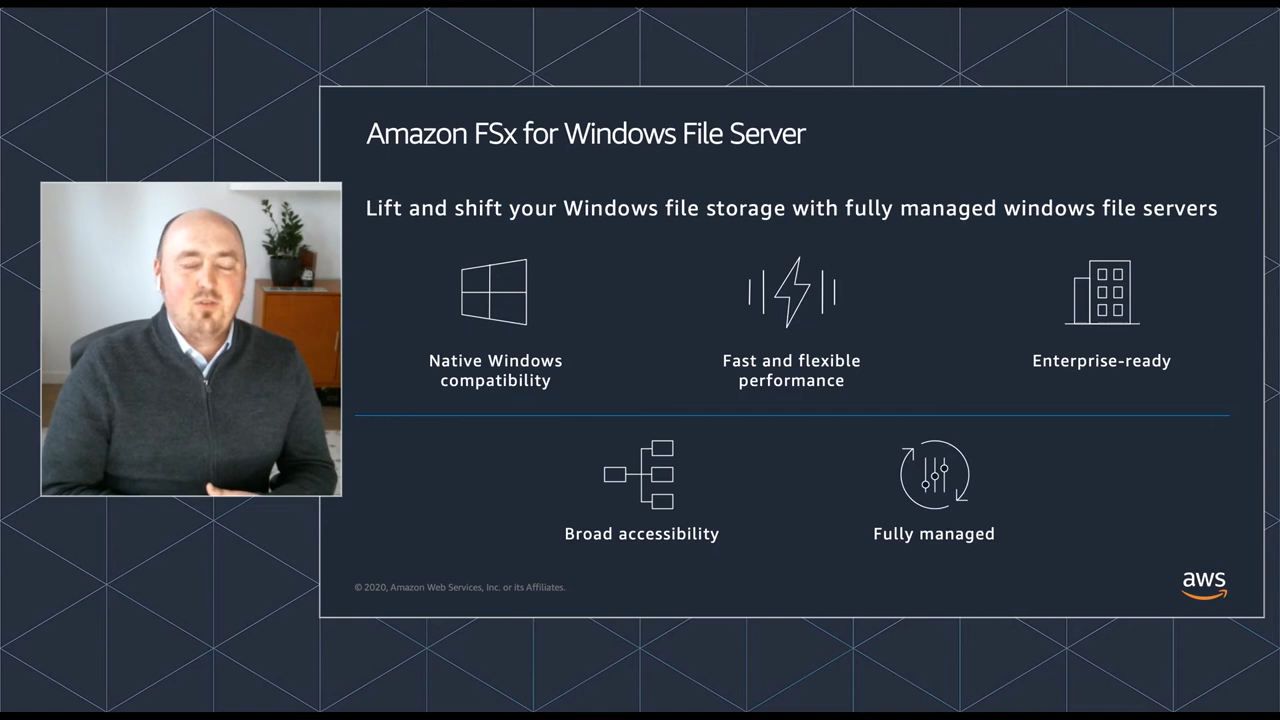 Amazon FSx for Windows File Server
Lift and shift your Windows file storage with fully managed windows file servers
Native Windows
compatibility
Fast and flexible
performance
Enterprise-ready
Broad accessibility
Fully managed
© 2020, Amazon Web Services, Inc. or its Affiliates.
aws